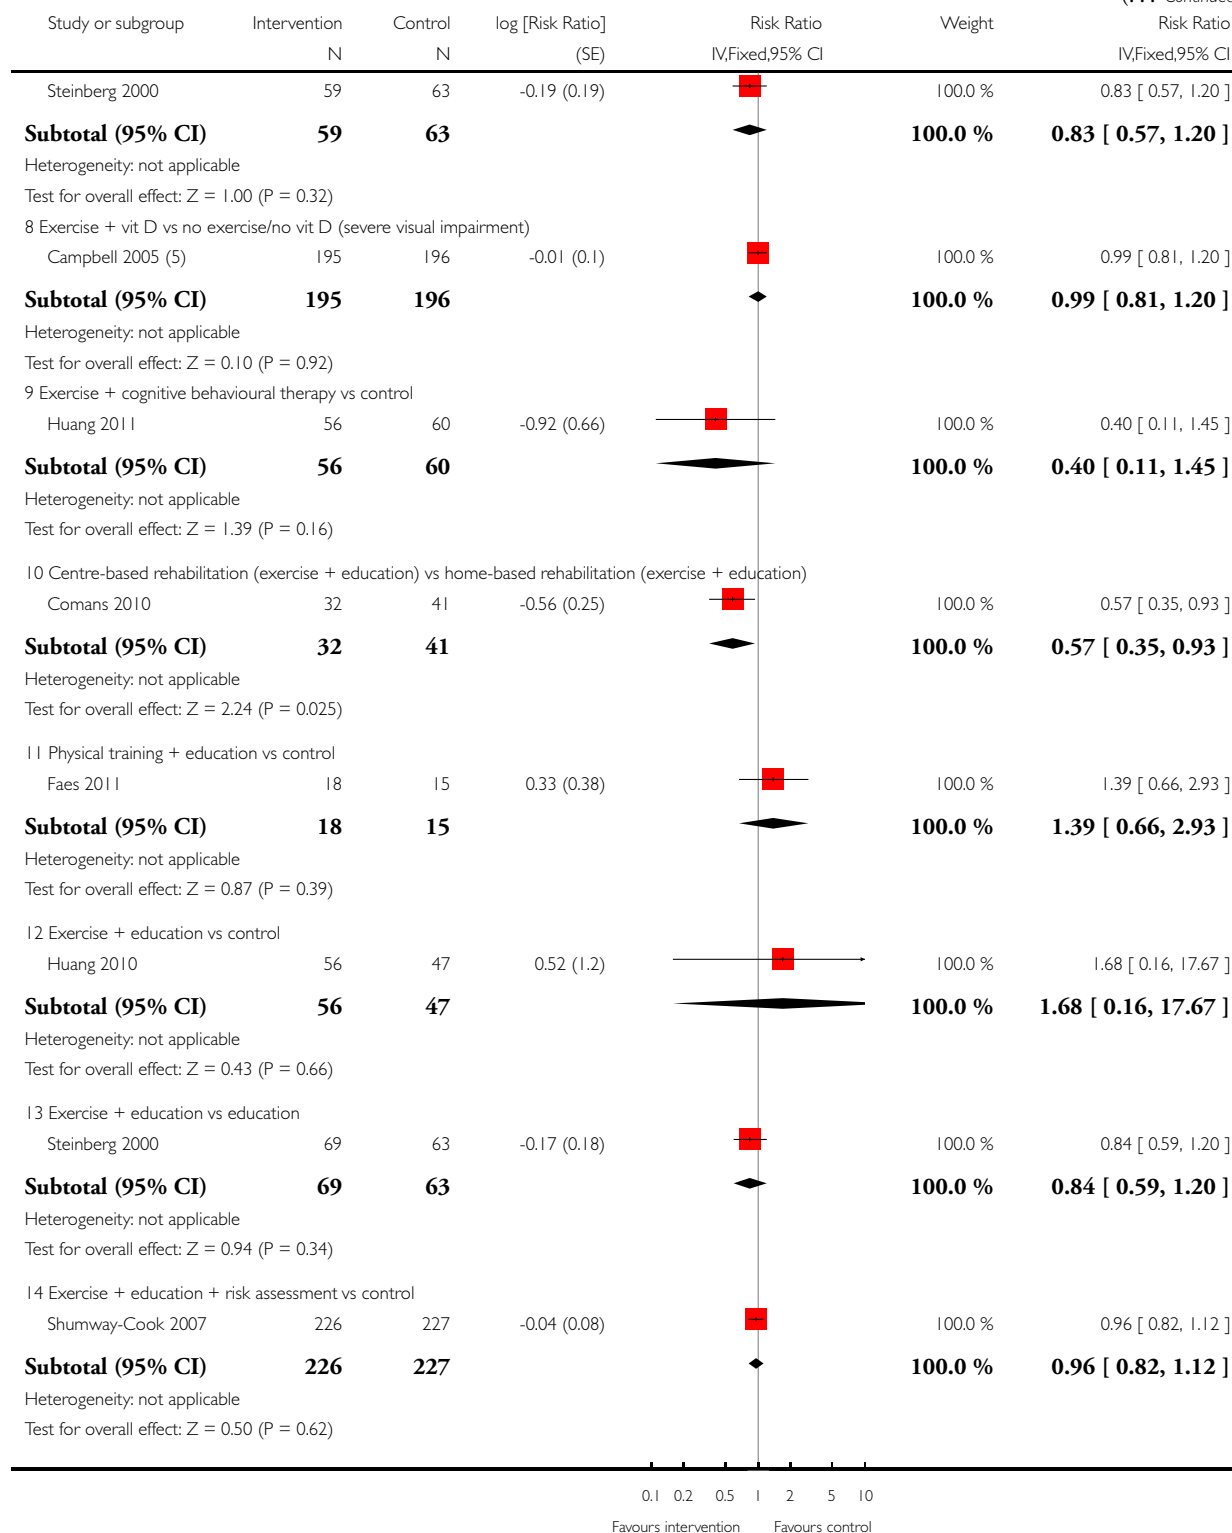 Continued
Study or subgroup Intervention Control log [Risk Ratio] Risk Ratio Weight Risk Ratio
N N (SE) IV,Fixed,95% CI IV,Fixed,95% CI
Steinberg 2000 59 63 -0.19 (0.19) 100.0 % 0.83 [ 0.57, 1.20 ]
Subtotal (95% CI) 59 63 100.0 % 0.83 [ 0.57, 1.20 ]
Heterogeneity: not applicable
Test for overall effect: Z = 1.00 (P = 0.32)
8 Exercise + vit D vs no exercise/no vit D (severe visual impairment)
Campbell 2005 (5) 195 196 -0.01 (0.1) 100.0 % 0.99 [ 0.81, 1.20 ]
Subtotal (95% CI) 195 196 100.0 % 0.99 [ 0.81, 1.20 ]
Heterogeneity: not applicable
Test for overall effect: Z = 0.10 (P = 0.92)
9 Exercise + cognitive behavioural therapy vs control
Huang 2011 56 60 -0.92 (0.66) 100.0 % 0.40 [ 0.11, 1.45 ]
Subtotal (95% CI) 56 60 100.0 % 0.40 [ 0.11, 1.45 ]
Heterogeneity: not applicable
Test for overall effect: Z = 1.39 (P = 0.16)
10 Centre-based rehabilitation (exercise + education) vs home-based rehabilitation (exercise + education)
Comans 2010 32 41 -0.56 (0.25) 100.0 % 0.57 [ 0.35, 0.93 ]
Subtotal (95% CI) 32 41 100.0 % 0.57 [ 0.35, 0.93 ]
Heterogeneity: not applicable
Test for overall effect: Z = 2.24 (P = 0.025)
11 Physical training + education vs control
Faes 2011 18 15 0.33 (0.38) 100.0 % 1.39 [ 0.66, 2.93 ]
Subtotal (95% CI) 18 15 100.0 % 1.39 [ 0.66, 2.93 ]
Heterogeneity: not applicable
Test for overall effect: Z = 0.87 (P = 0.39)
12 Exercise + education vs control
Huang 2010 56 47 0.52 (1.2) 100.0 % 1.68 [ 0.16, 17.67 ]
Subtotal (95% CI) 56 47 100.0 % 1.68 [ 0.16, 17.67 ]
Heterogeneity: not applicable
Test for overall effect: Z = 0.43 (P = 0.66)
13 Exercise + education vs education
Steinberg 2000 69 63 -0.17 (0.18) 100.0 % 0.84 [ 0.59, 1.20 ]
Subtotal (95% CI) 69 63 100.0 % 0.84 [ 0.59, 1.20 ]
Heterogeneity: not applicable
Test for overall effect: Z = 0.94 (P = 0.34)
14 Exercise + education + risk assessment vs control
Shumway-Cook 2007 226 227 -0.04 (0.08) 100.0 % 0.96 [ 0.82, 1.12 ]
Subtotal (95% CI) 226 227 100.0 % 0.96 [ 0.82, 1.12 ]
Heterogeneity: not applicable
Test for overall effect: Z = 0.50 (P = 0.62)
0.1 0.2 0.5 1 2 5 10
Favours intervention Favours control